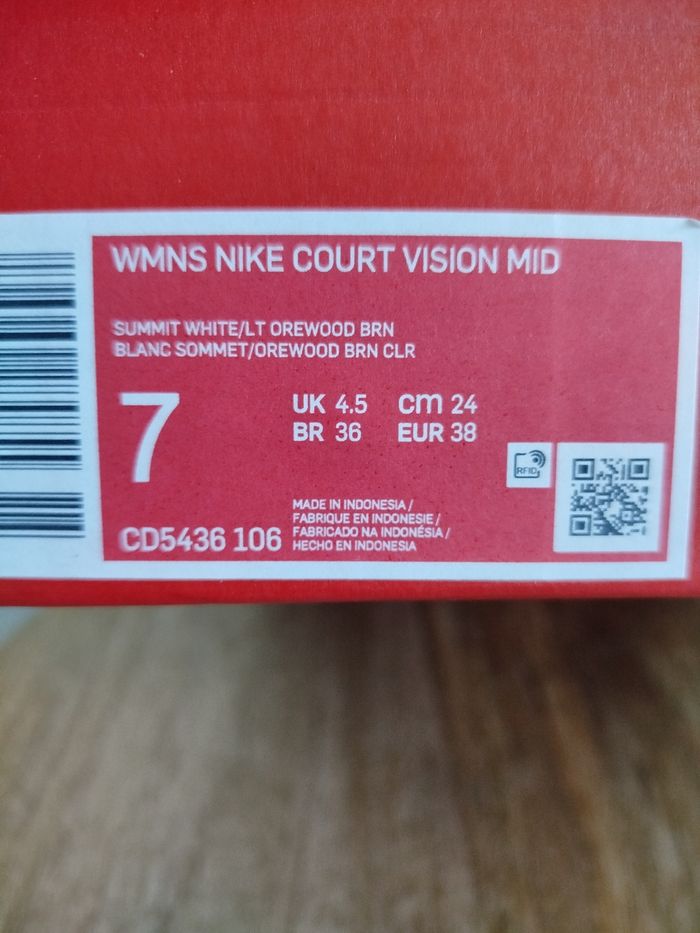 WMNS NIKE COURT VISION MID
SUMMIT WHITE/LT OREWOOD BRN
BLANC SOMMET/OREWOOD BRN CLR
7
UK 4.5 cm 24
BR 36 EUR 38
RFID
CD5436 106
MADE IN INDONESIA /
FABRIQUE EN INDONESIE /
FABRICADO NA INDONÉSIA /
HECHO EN INDONESIA